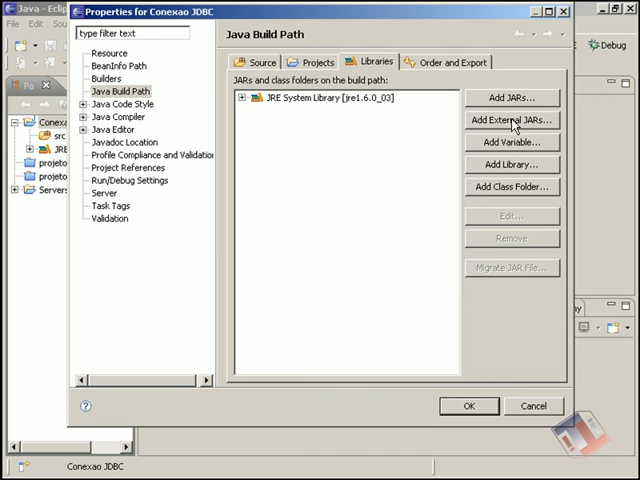 Java - Eclip
Properties for Conexao JDBC
File
Edit
type filter text
Java Build Path
Resource
BeanInfo Path
Builders
Java Build Path
Java Code Style
Java Compiler
Java Editor
Javadoc Location
Profile Compliance and Validation
Project References
Run/Debug Settings
Server
Task Tags
Validation
Source
Projects
Libraries
Order and Export
JARs and class folders on the build path:
JRE System Library [jre1.6.0_03]
Add JARs...
Add External JARs...
Add Variable...
Add Library...
Add Class Folder...
Edit...
Remove
Migrate JAR File...
OK
Cancel
Debug
Pa
Conexa
src
JRE
projeto
projeto
Servers
Conexao JDBC